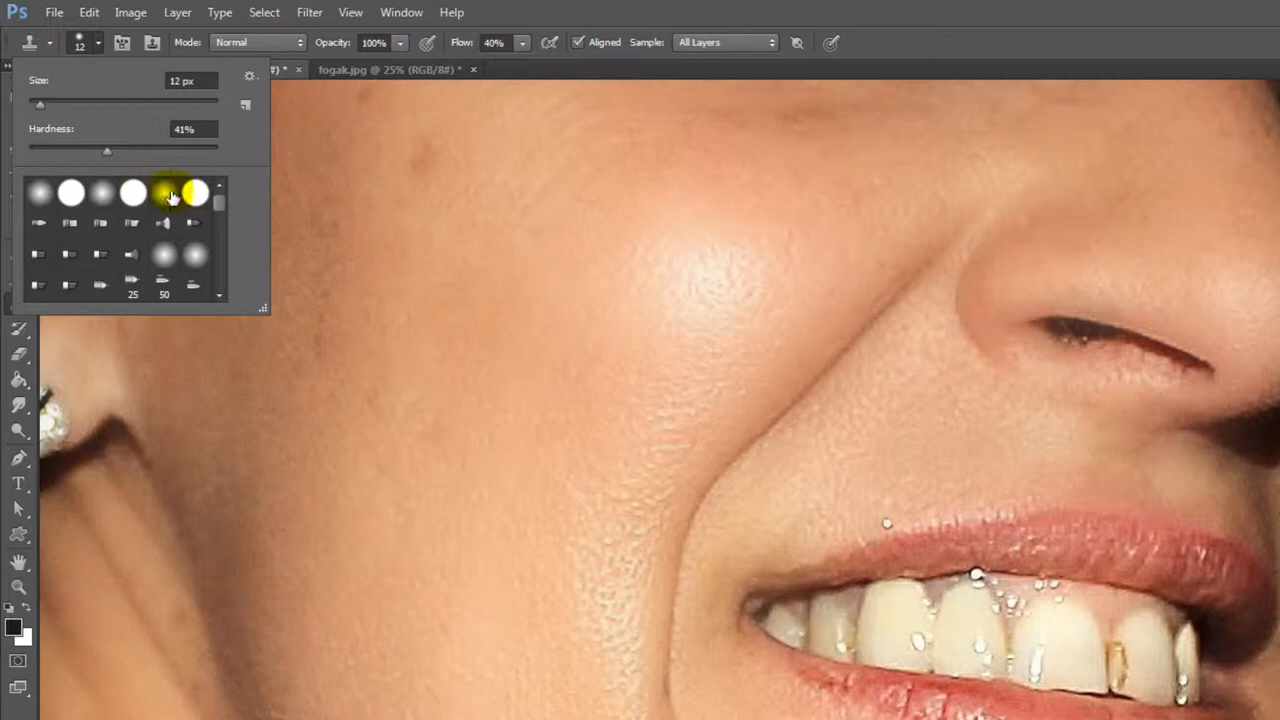 Ps File Edit Image Layer Type Select Filter View Window Help
12 Mode: Normal Opacity: 100% Flow: 40% Aligned Sample: All Layers
#) * × fogak.jpg @ 25% (RGB/8#) * ×
Size: 12 px
Hardness: 41%
25 50
T